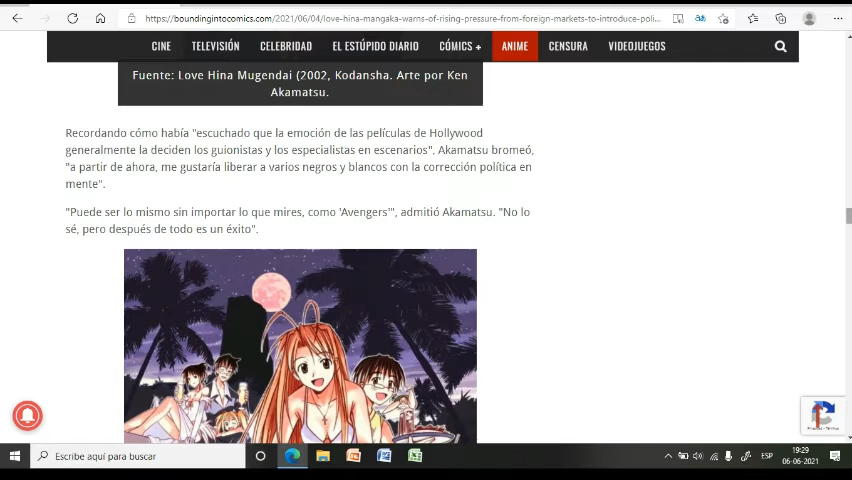 https://boundingintocomics.com/2021/06/04/love-hina-mangaka-warns-of-rising-pressure-from-foreign-markets-to-introduce-poli...
CINE TELEVISIÓN CELEBRIDAD EL ESTÚPIDO DIARIO CÓMICS + ANIME CENSURA VIDEOJUEGOS
Fuente: Love Hina Mugendai (2002, Kodansha. Arte por Ken
Akamatsu.
Recordando cómo había "escuchado que la emoción de las películas de Hollywood
generalmente la deciden los guionistas y los especialistas en escenarios", Akamatsu bromeó,
"a partir de ahora, me gustaría liberar a varios negros y blancos con la corrección política en
mente".
"Puede ser lo mismo sin importar lo que mires, como 'Avengers'", admitió Akamatsu. "No lo
sé, pero después de todo es un éxito".
Escribe aquí para buscar
ESP
19:29
06-06-2021